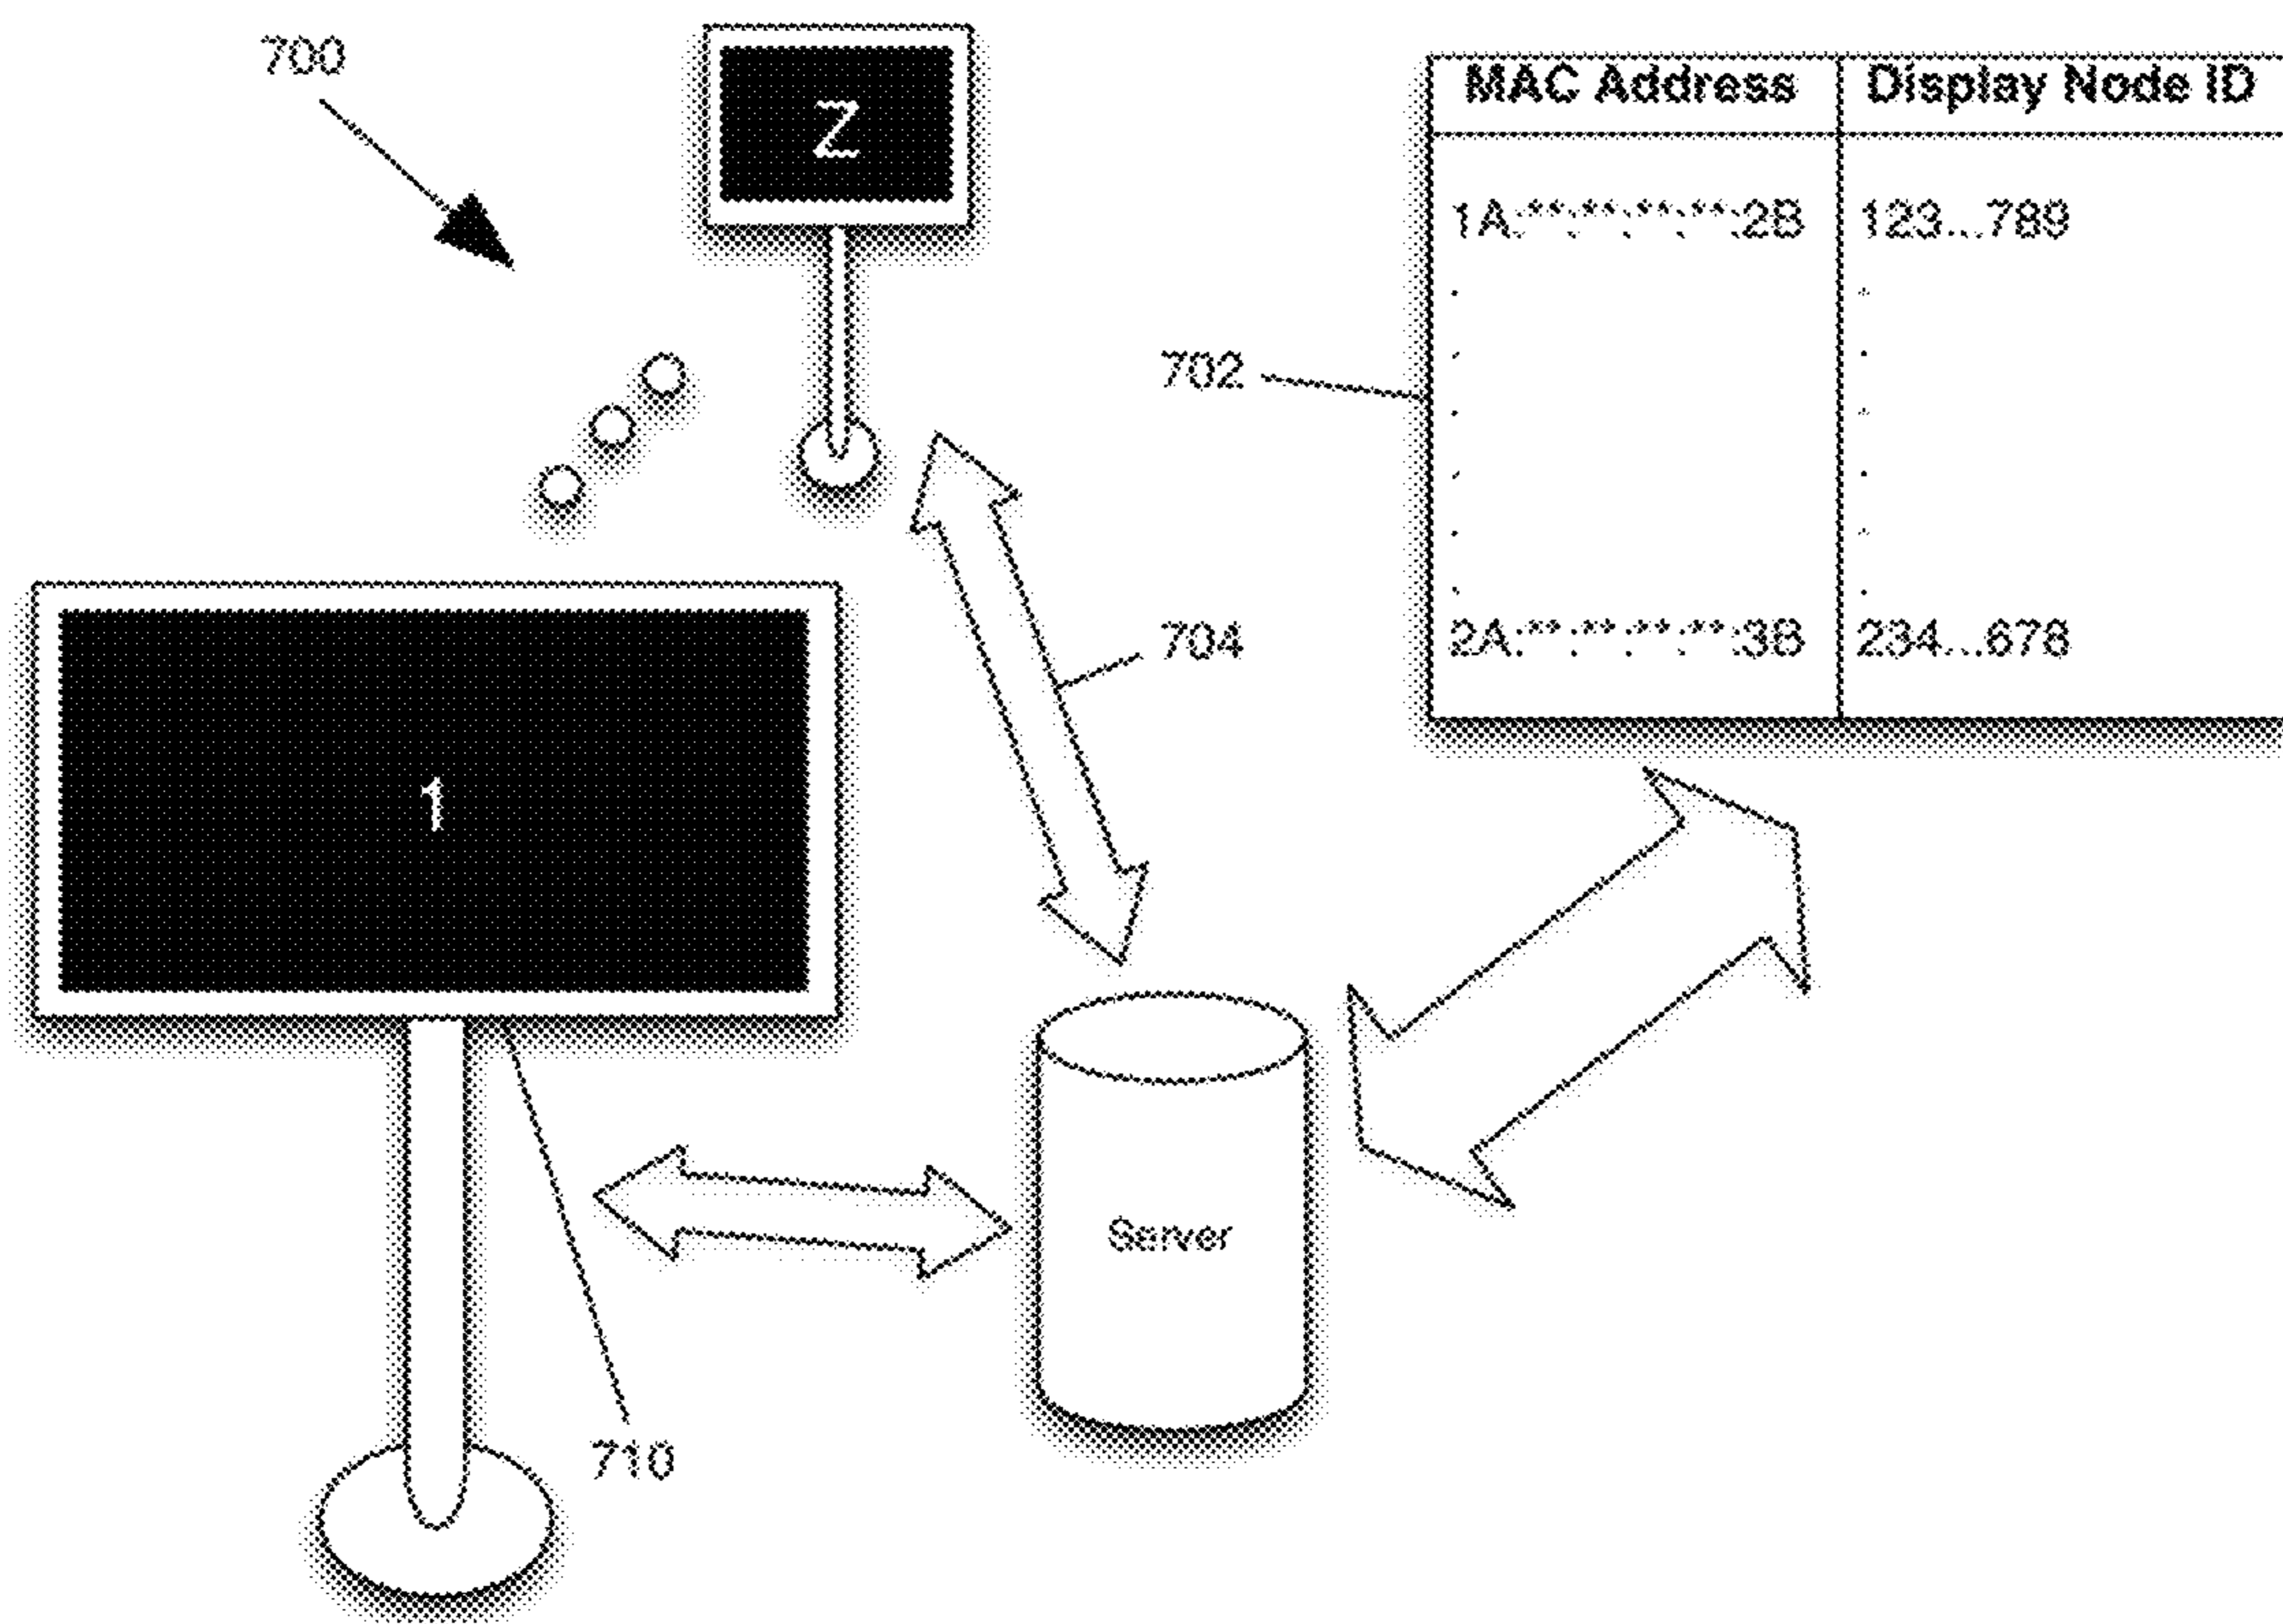 700
Z
MAC Address Display Node ID
1A:**:**:**:**:2B 123...789
702
704
2A:**:**:**:**:3B 234...678
1
Server
710